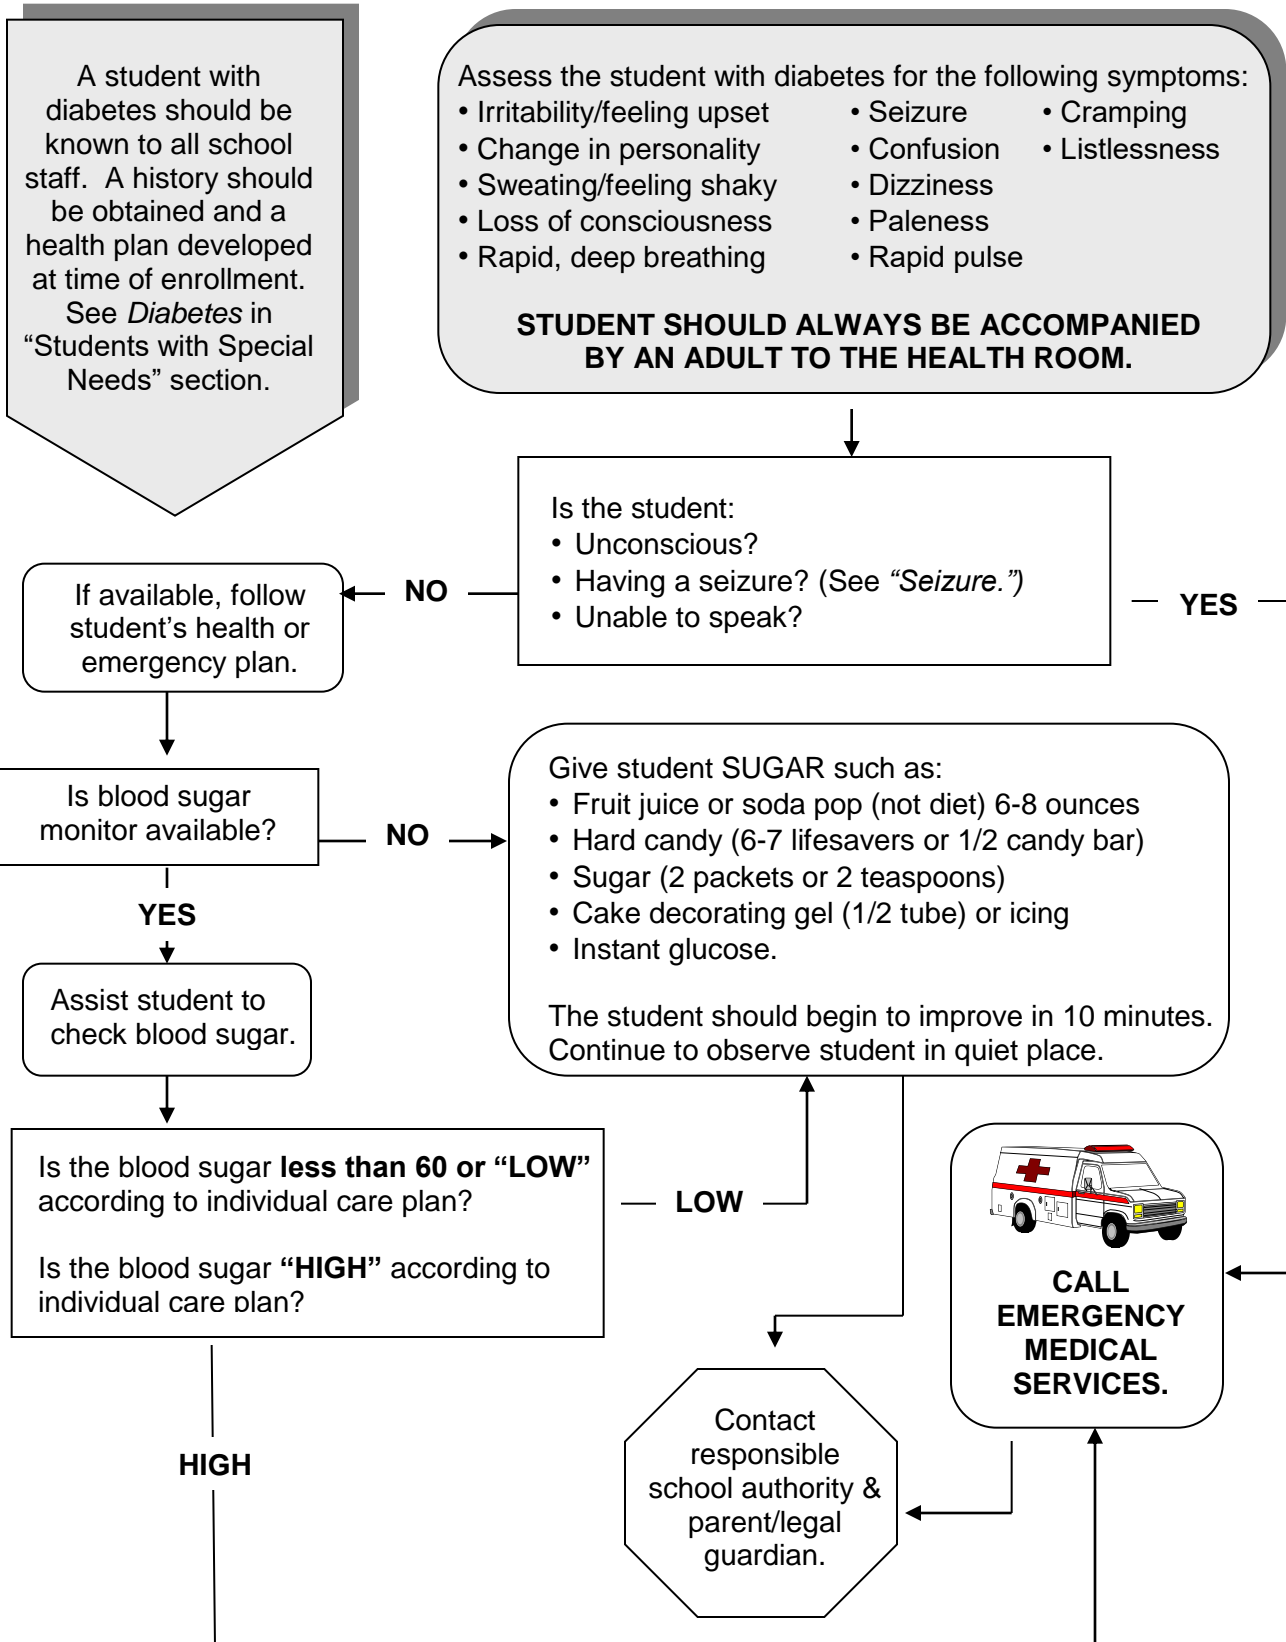 A student with
diabetes should be
known to all school
staff. A history should
be obtained and a
health plan developed
at time of enrollment.
See Diabetes in
“Students with Special
Needs” section.
Assess the student with diabetes for the following symptoms:
• Irritability/feeling upset • Seizure • Cramping
• Change in personality • Confusion • Listlessness
• Sweating/feeling shaky • Dizziness
• Loss of consciousness • Paleness
• Rapid, deep breathing • Rapid pulse
STUDENT SHOULD ALWAYS BE ACCOMPANIED
BY AN ADULT TO THE HEALTH ROOM.
Is the student:
• Unconscious?
• Having a seizure? (See “Seizure.”)
• Unable to speak?
NO
YES
If available, follow
student’s health or
emergency plan.
Is blood sugar
monitor available?
NO
YES
Give student SUGAR such as:
• Fruit juice or soda pop (not diet) 6-8 ounces
• Hard candy (6-7 lifesavers or 1/2 candy bar)
• Sugar (2 packets or 2 teaspoons)
• Cake decorating gel (1/2 tube) or icing
• Instant glucose.
The student should begin to improve in 10 minutes.
Continue to observe student in quiet place.
Assist student to
check blood sugar.
Is the blood sugar less than 60 or “LOW”
according to individual care plan?
Is the blood sugar “HIGH” according to
individual care plan?
LOW
HIGH
CALL
EMERGENCY
MEDICAL
SERVICES.
Contact
responsible
school authority &
parent/legal
guardian.